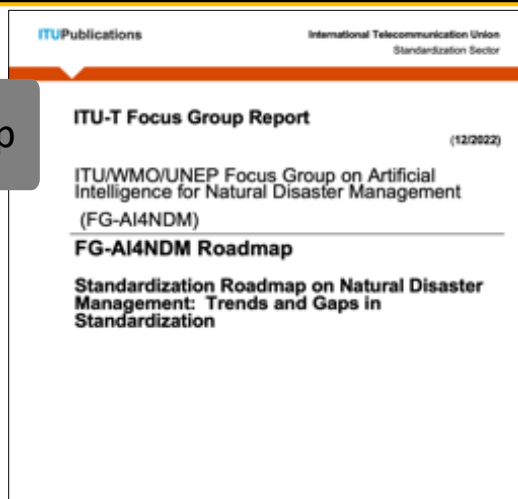 ITUPublications
International Telecommunication Union
Standardization Sector
p
ITU-T Focus Group Report
(12/2022)
ITU/WMO/UNEP Focus Group on Artificial
Intelligence for Natural Disaster Management
(FG-AI4NDM)
FG-AI4NDM Roadmap
Standardization Roadmap on Natural Disaster
Management: Trends and Gaps in
Standardization